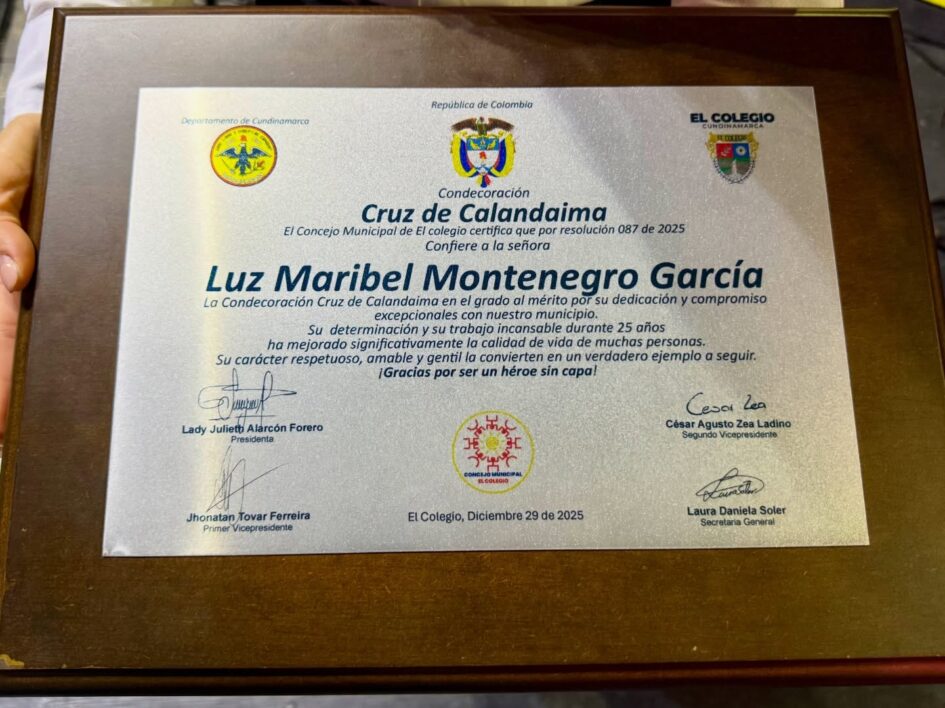 República de Colombia
Departamento de Cundinamarca
EL COLEGIO
CUNDINAMARCA
Condecoración
Cruz de Calandaima
El Concejo Municipal de El colegio certifica que por resolución 087 de 2025
Confiere a la señora
Luz Maribel Montenegro García
La Condecoración Cruz de Calandaima en el grado al mérito por su dedicación y compromiso
excepcionales con nuestro municipio.
Su determinación y su trabajo incansable durante 25 años
ha mejorado significativamente la calidad de vida de muchas personas.
Su carácter respetuoso, amable y gentil la convierten en un verdadero ejemplo a seguir.
¡Gracias por ser un héroe sin capa!
Cesar Zea
Lady Julieth Alarcón Forero
Presidenta
César Agusto Zea Ladino
Segundo Vicepresidente
CONCEJO MUNICIPAL
EL COLEGIO
Jhonatan Tovar Ferreira
Primer Vicepresidente
El Colegio, Diciembre 29 de 2025
Laura Daniela Soler
Secretaria General